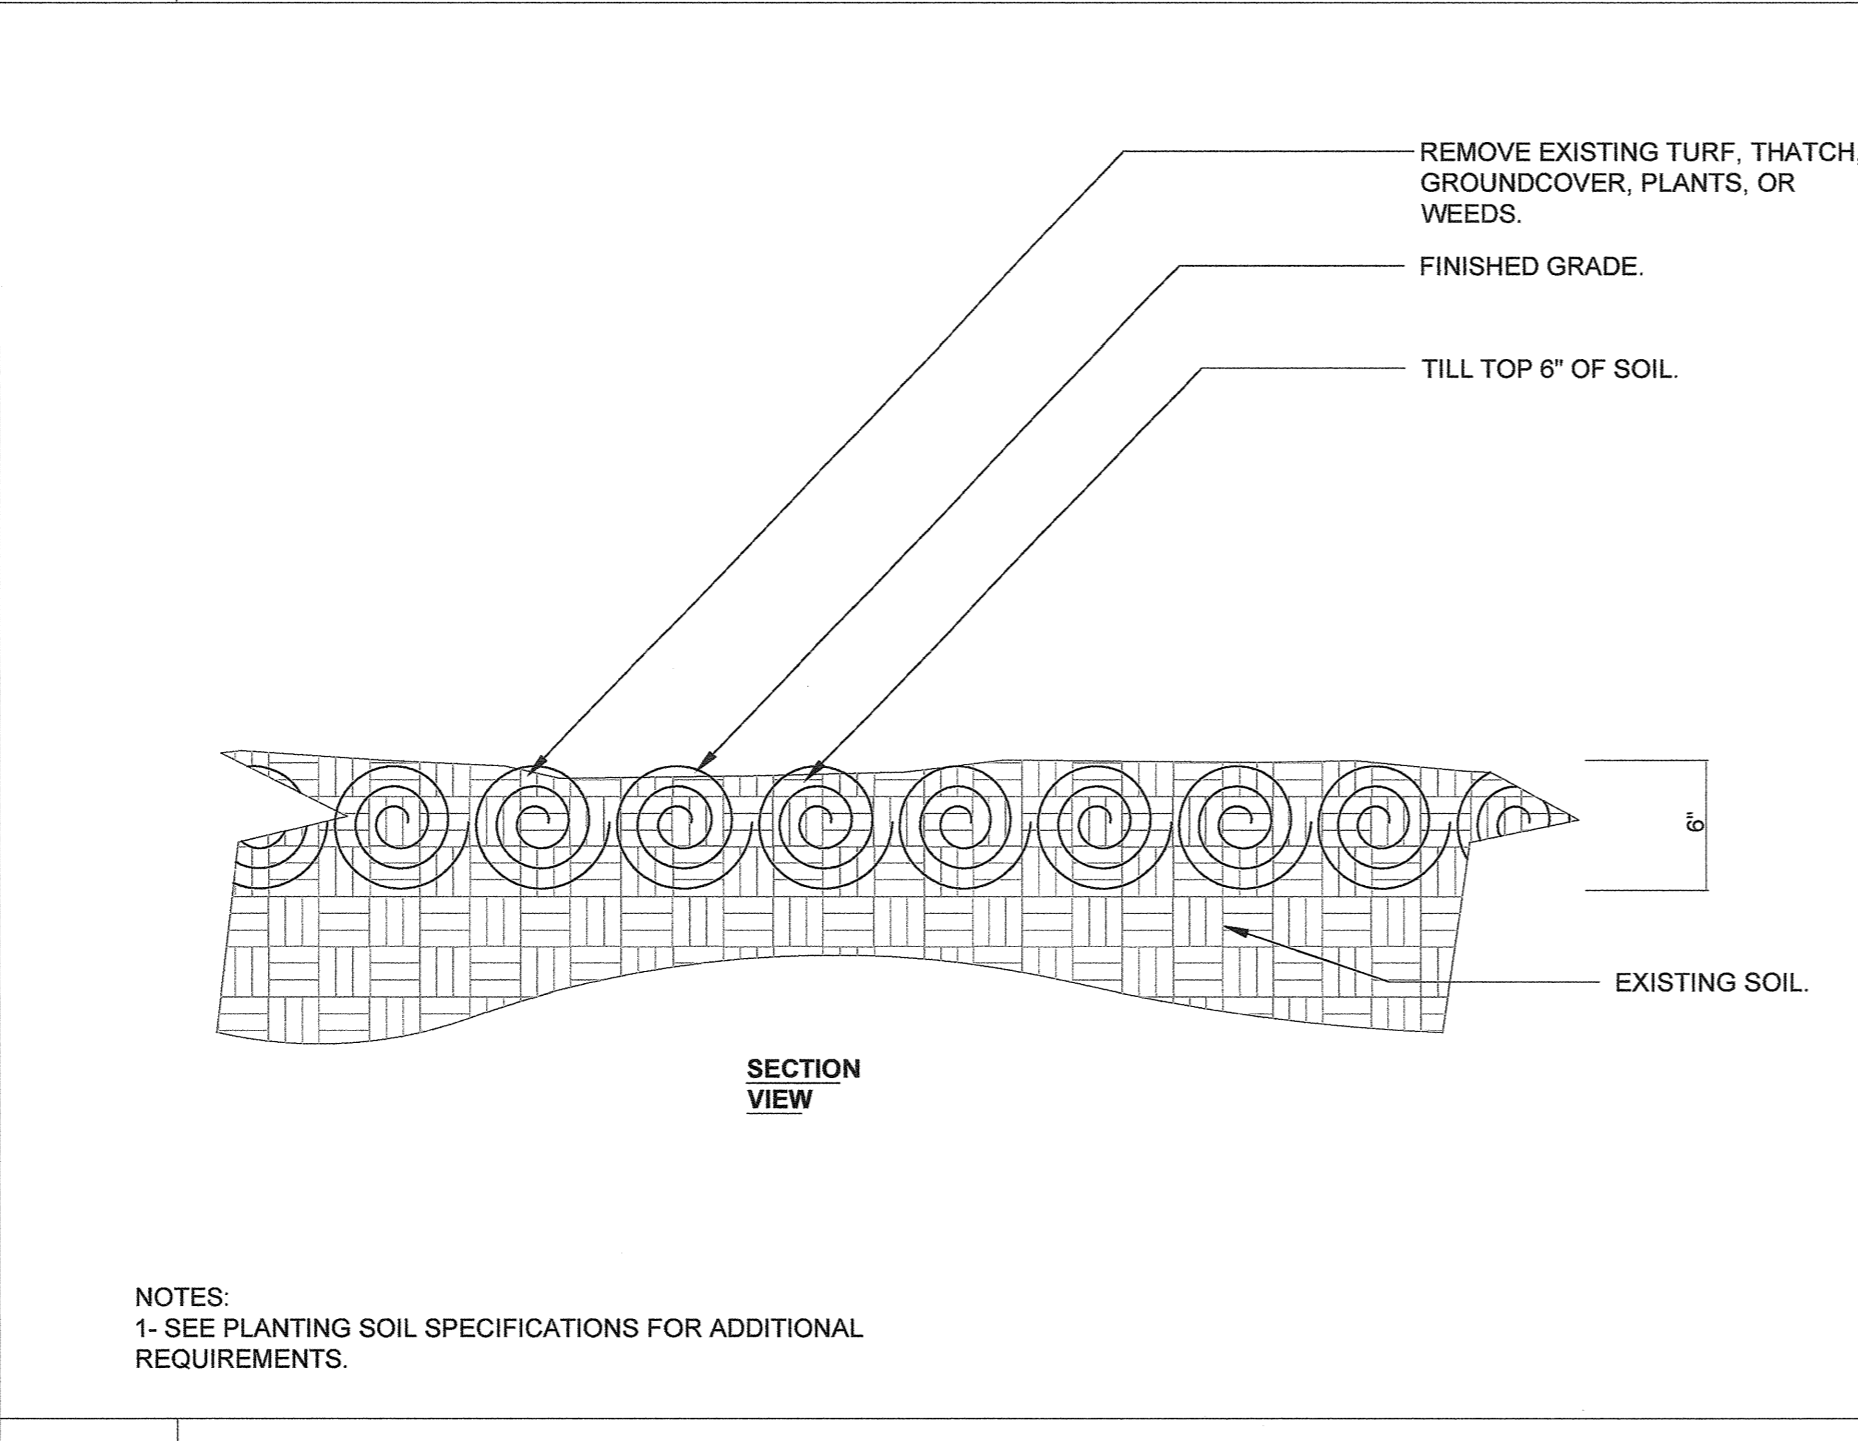 REMOVE EXISTING TURF, THATCH,
GROUNDCOVER, PLANTS, OR
WEEDS.
FINISHED GRADE.
TILL TOP 6" OF SOIL.
6"
EXISTING SOIL.
SECTION
VIEW
NOTES:
1- SEE PLANTING SOIL SPECIFICATIONS FOR ADDITIONAL
REQUIREMENTS.